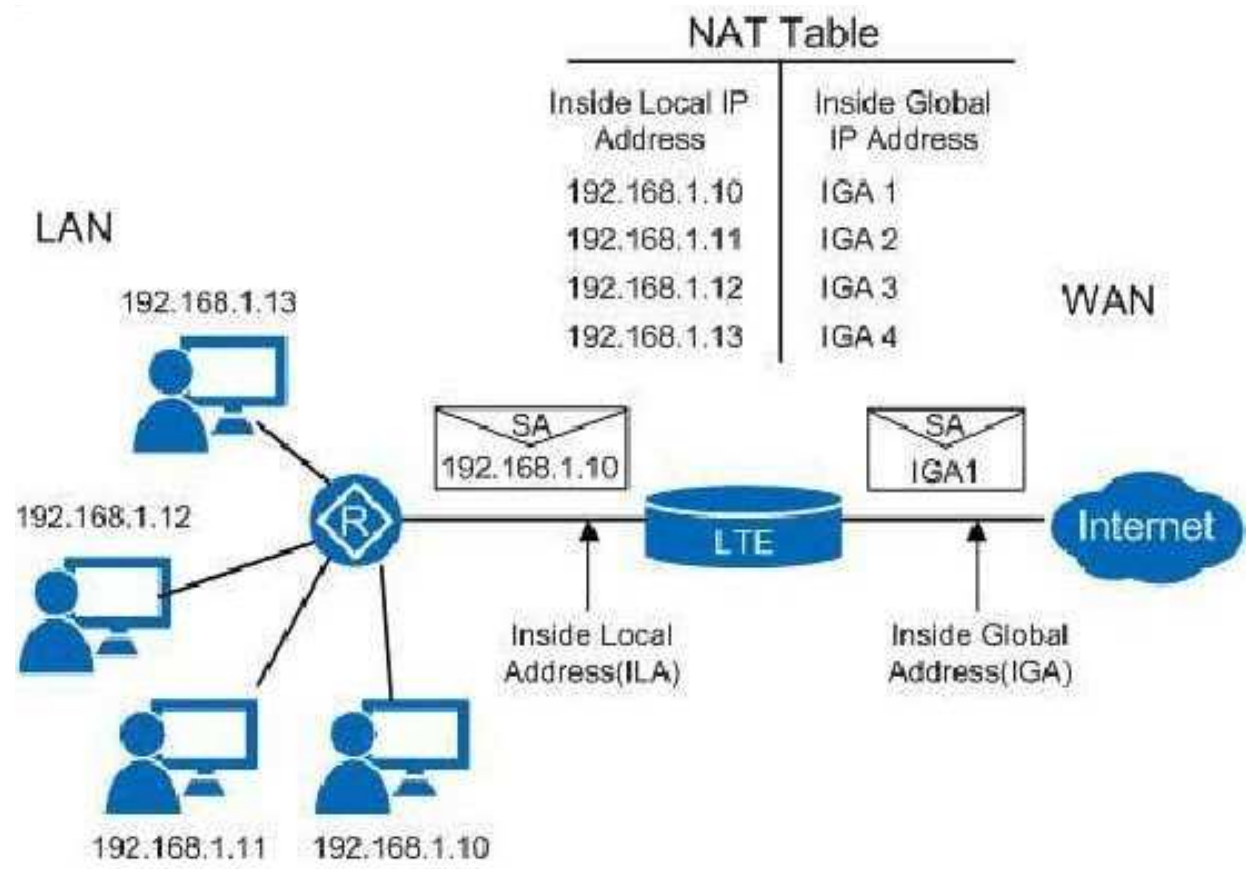 NAT Table
Inside Local IP
Address
Inside Global
IP Address
192.168.1.10 IGA 1
192.168.1.11 IGA 2
192.168.1.12 IGA 3
192.168.1.13 IGA 4
LAN
WAN
192.168.1.13
SA
192.168.1.10
SA
IGA1
192.168.1.12
R
LTE
Internet
Inside Local
Address(ILA)
Inside Global
Address(IGA)
192.168.1.11
192.168.1.10